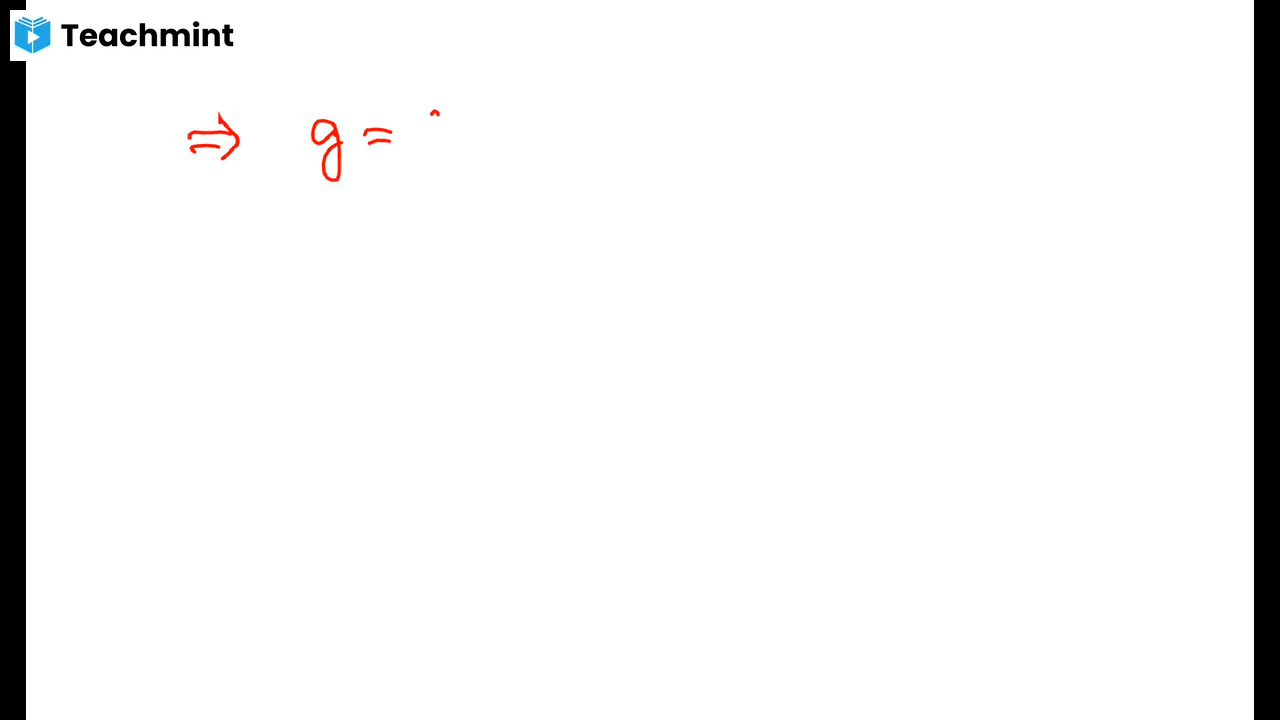 Teachmint
⇒ g =